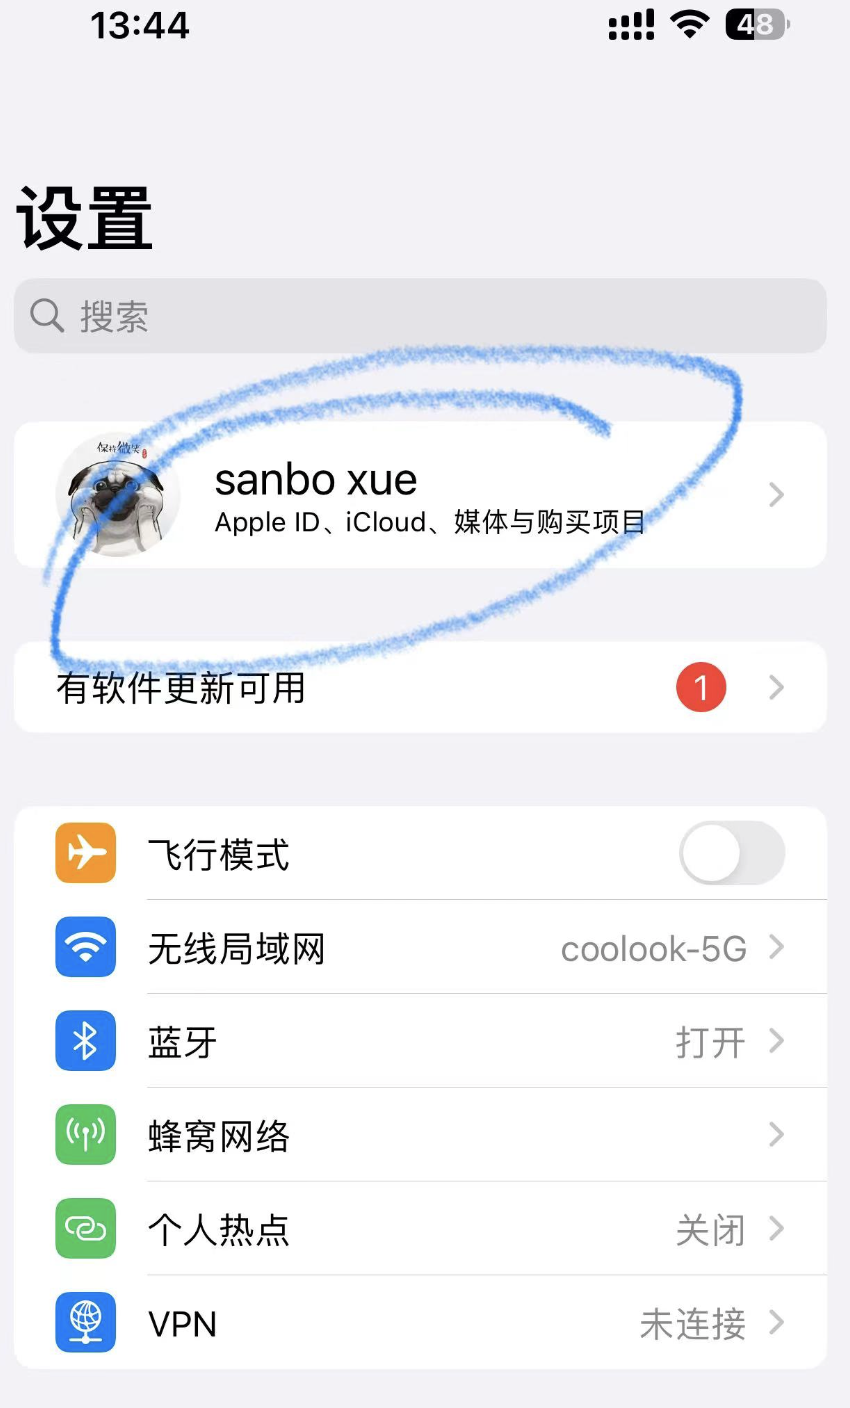 13:44
48
设置
搜索
保持微笑
sanbo xue
Apple ID、iCloud、媒体与购买项目
有软件更新可用
1
飞行模式
无线局域网
coolook-5G
蓝牙
打开
蜂窝网络
个人热点
关闭
VPN
未连接